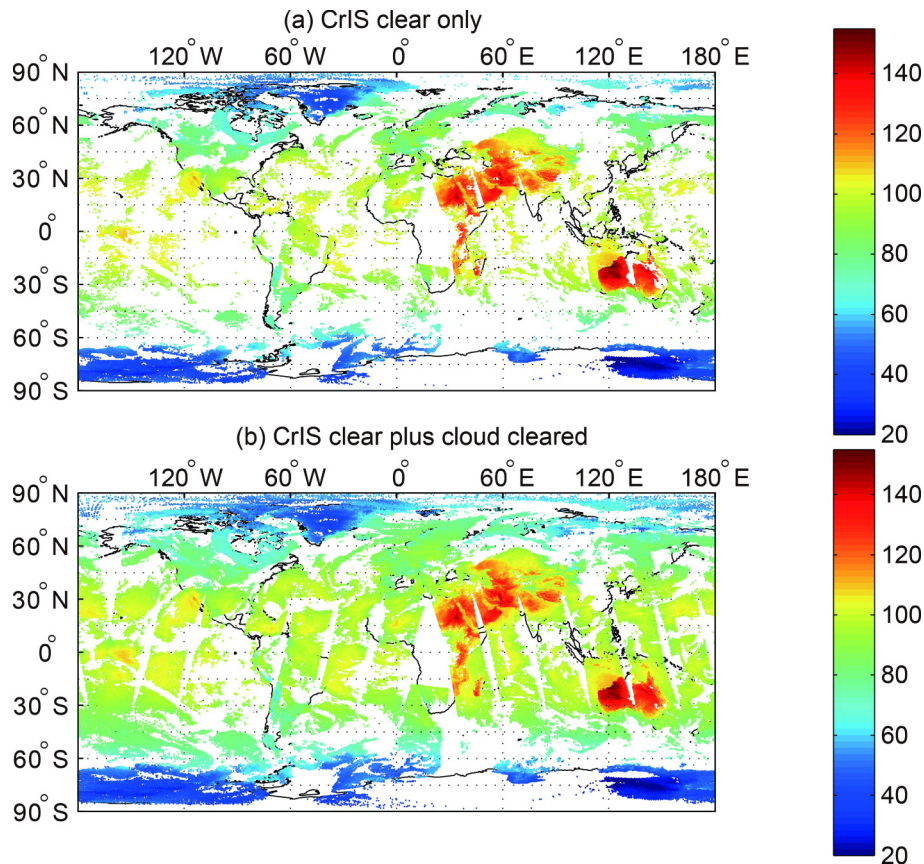 (a) CrIS clear only
120° W 60° W 0° 60° E 120° E 180° E
90° N
60° N
30° N
0°
30° S
60° S
90° S
140
120
100
80
60
40
20
(b) CrIS clear plus cloud cleared
120° W 60° W 0° 60° E 120° E 180° E
90° N
60° N
30° N
0°
30° S
60° S
90° S
140
120
100
80
60
40
20